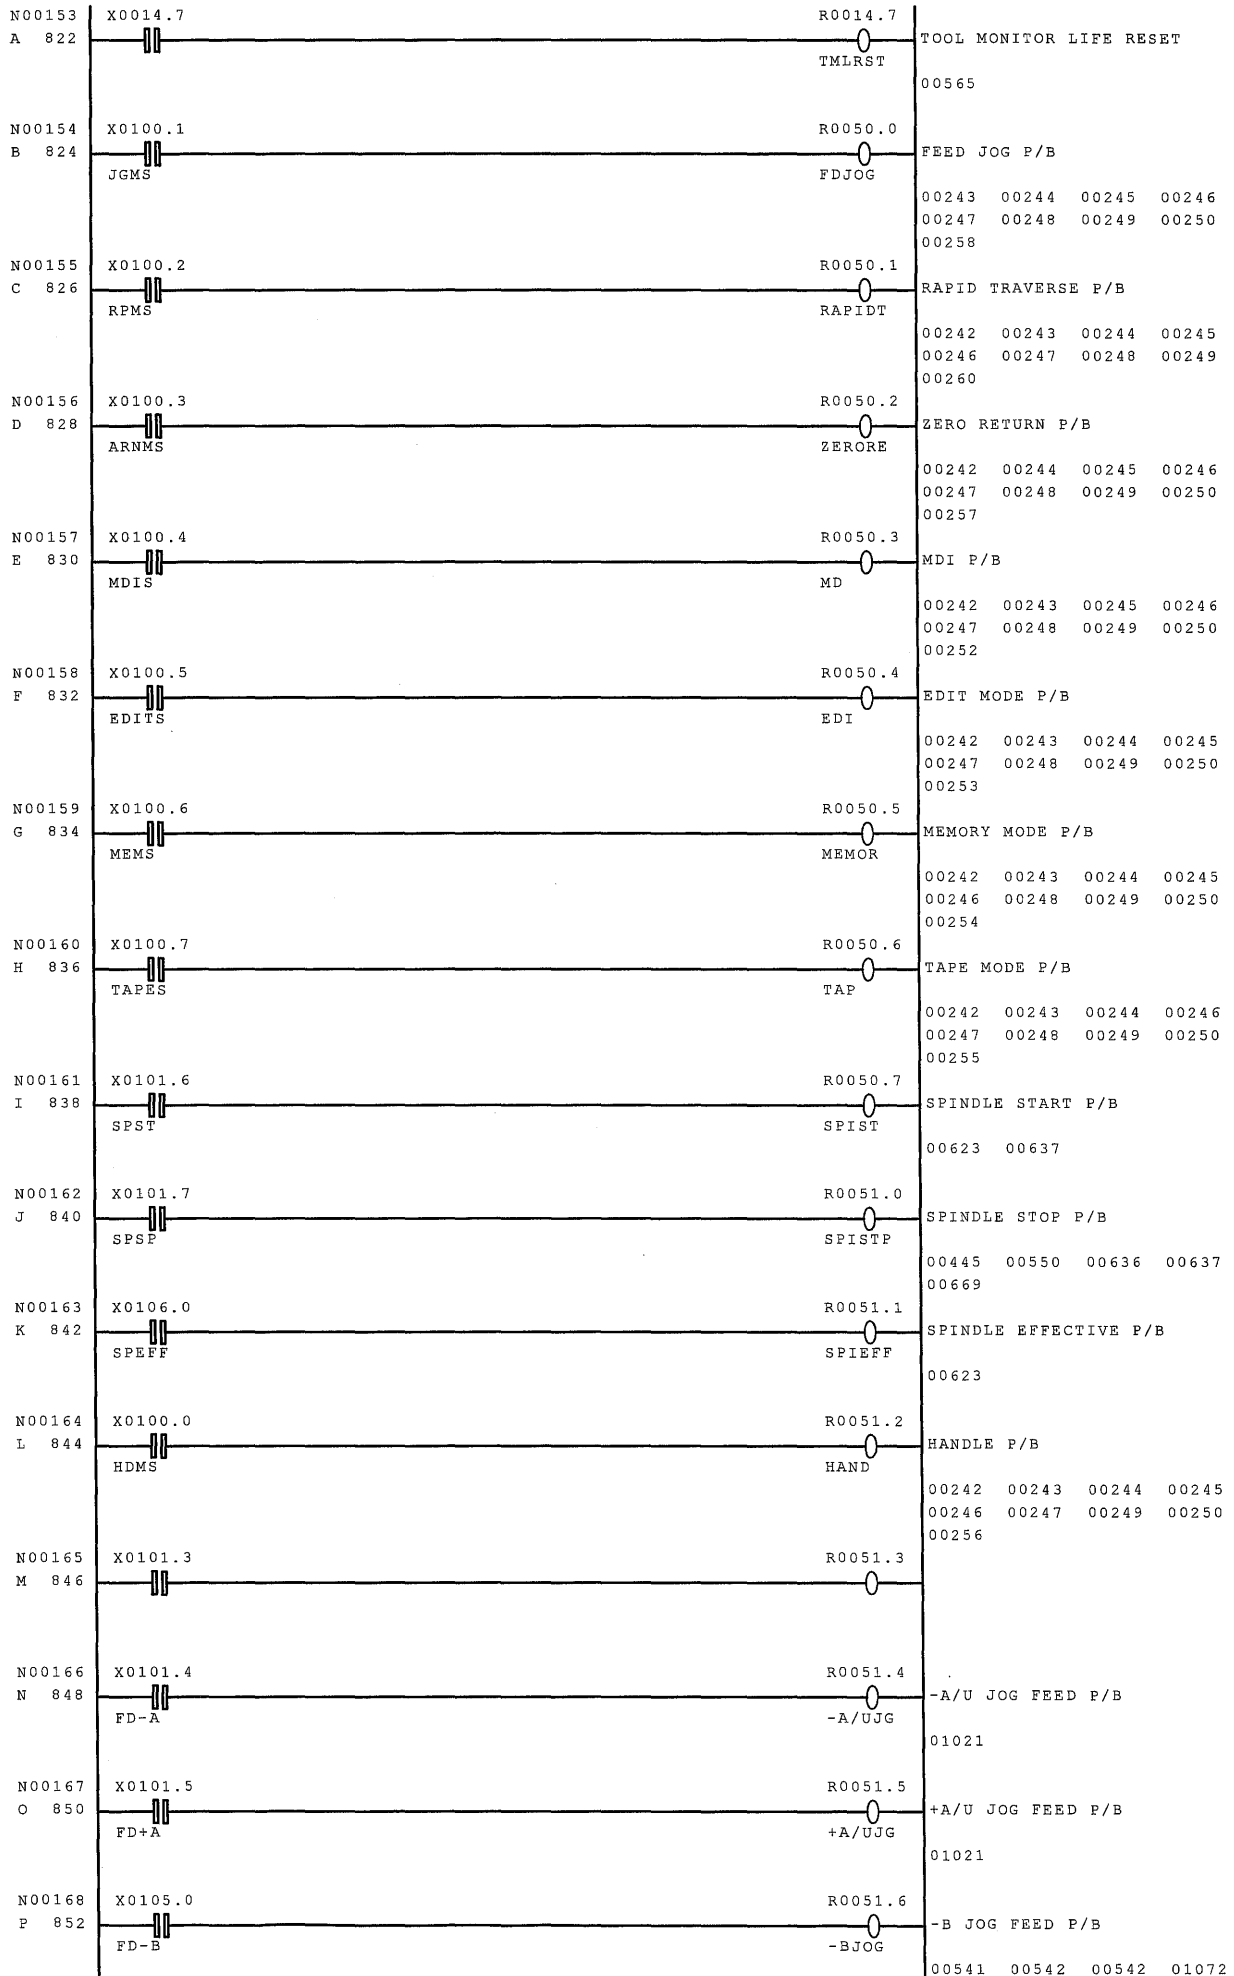 N00153 X0014.7 R0014.7
A 822 TOOL MONITOR LIFE RESET
TMLRST
00565
N00154 X0100.1 R0050.0
B 824 FEED JOG P/B
JGMS FDJOG
00243 00244 00245 00246
00247 00248 00249 00250
00258
N00155 X0100.2 R0050.1
C 826 RAPID TRAVERSE P/B
RPMS RAPIDT
00242 00243 00244 00245
00246 00247 00248 00249
00260
N00156 X0100.3 R0050.2
D 828 ZERO RETURN P/B
ARNMS ZERORE
00242 00244 00245 00246
00247 00248 00249 00250
00257
N00157 X0100.4 R0050.3
E 830 MDI P/B
MDIS MD
00242 00243 00245 00246
00247 00248 00249 00250
00252
N00158 X0100.5 R0050.4
F 832 EDIT MODE P/B
EDITS EDI
00242 00243 00244 00245
00247 00248 00249 00250
00253
N00159 X0100.6 R0050.5
G 834 MEMORY MODE P/B
MEMS MEMOR
00242 00243 00244 00245
00246 00248 00249 00250
00254
N00160 X0100.7 R0050.6
H 836 TAPE MODE P/B
TAPES TAP
00242 00243 00244 00246
00247 00248 00249 00250
00255
N00161 X0101.6 R0050.7
I 838 SPINDLE START P/B
SPST SPIST
00623 00637
N00162 X0101.7 R0051.0
J 840 SPINDLE STOP P/B
SPSP SPISTP
00445 00550 00636 00637
00669
N00163 X0106.0 R0051.1
K 842 SPINDLE EFFECTIVE P/B
SPEFF SPIEFF
00623
N00164 X0100.0 R0051.2
L 844 HANDLE P/B
HDMS HAND
00242 00243 00244 00245
00246 00247 00249 00250
00256
N00165 X0101.3 R0051.3
M 846
N00166 X0101.4 R0051.4
N 848 -A/U JOG FEED P/B
FD-A -A/UJG
01021
N00167 X0101.5 R0051.5
O 850 +A/U JOG FEED P/B
FD+A +A/UJG
01021
N00168 X0105.0 R0051.6
P 852 -B JOG FEED P/B
FD-B -BJOG
00541 00542 00542 01072